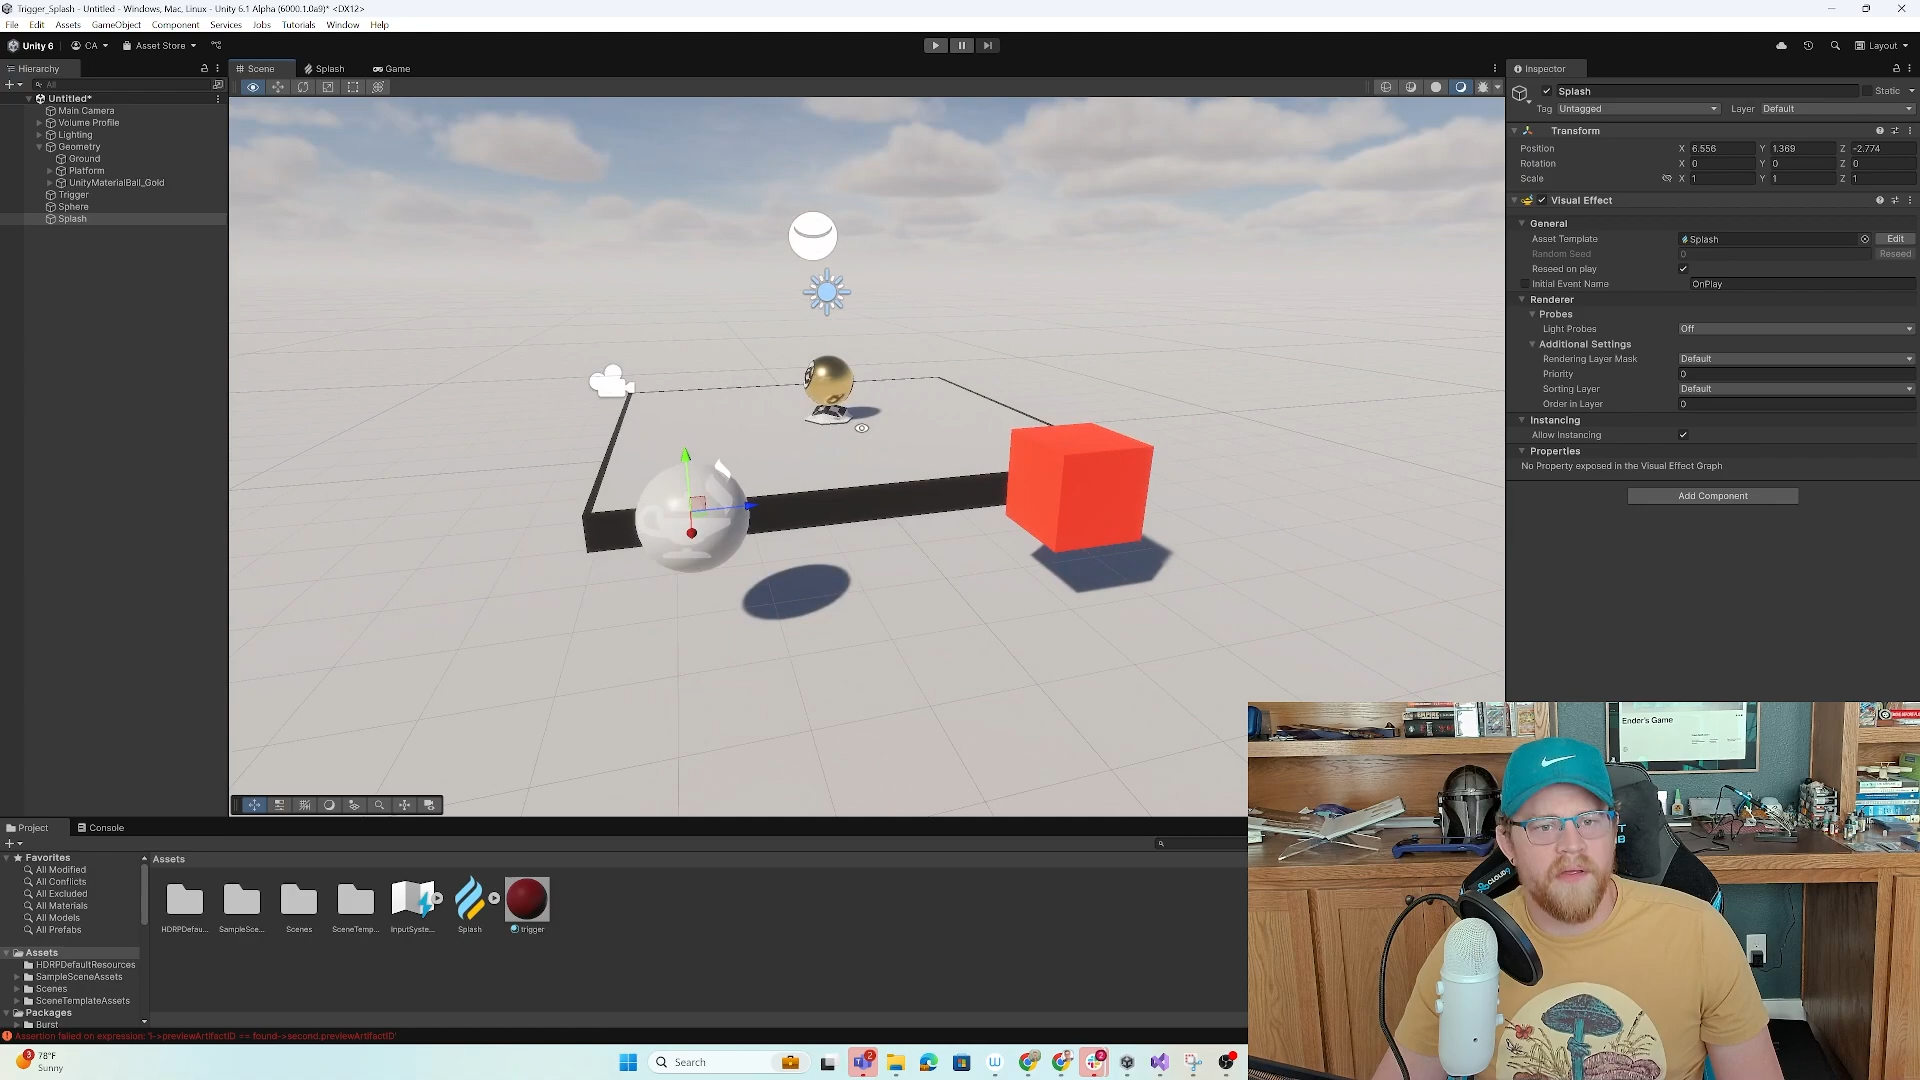 Trigger_Splash - Untitled - Windows, Mac, Linux - Unity 6.1 Alpha (6000.1.0a9)* <DX12>
File Edit Assets GameObject Component Services Jobs Tutorials Window Help
Unity 6 CA Asset Store Layout
Hierarchy
All
Untitled*
Main Camera
Volume Profile
Lighting
Geometry
Ground
Platform
UnityMaterialBall_Gold
Trigger
Sphere
Splash
Scene Splash Game
Inspector
Splash Static
Tag Untagged Layer Default
Transform
Position X 6.556 Y 1.369 Z -2.774
Rotation X 0 Y 0 Z 0
Scale X 1 Y 1 Z 1
Visual Effect
General
Asset Template Splash Edit
Random Seed 0 Reseed
Reseed on play
Initial Event Name OnPlay
Renderer
Probes
Light Probes Off
Additional Settings
Rendering Layer Mask Default
Priority 0
Sorting Layer Default
Order in Layer 0
Instancing
Allow Instancing
Properties
No Property exposed in the Visual Effect Graph
Add Component
Project Console
Favorites
All Modified
All Conflicts
All Excluded
All Materials
All Models
All Prefabs
Assets
HDRPDefaultResources
SampleSceneAssets
Scenes
SceneTemplateAssets
Packages
Burst
Assets
HDRPDefau... SampleSce... Scenes SceneTemp... InputSyste... Splash trigger
Assertion failed on expression: 'i->previewArtifactID == found->second.previewArtifactID'
3
78°F
Sunny
Search
2
2
Ender's Game
EMPIRE
CLOUD9